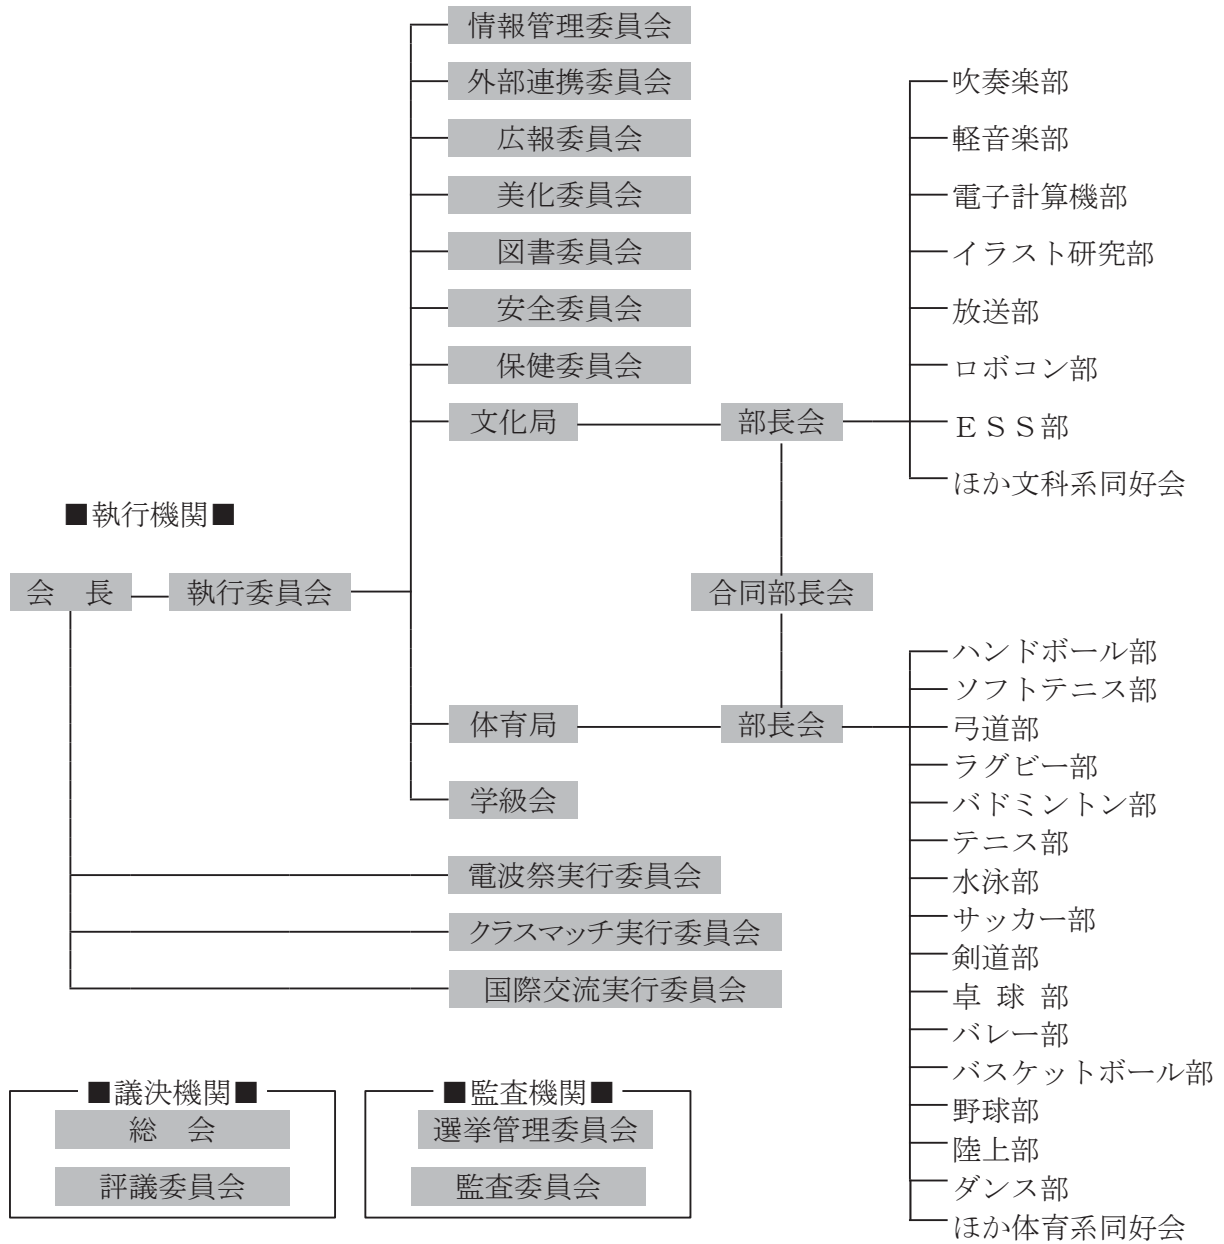 情報管理委員会
外部連携委員会
広報委員会
美化委員会
図書委員会
安全委員会
保健委員会
文化局
部長会
吹奏楽部
軽音楽部
電子計算機部
イラスト研究部
放送部
ロボコン部
ＥＳＳ部
ほか文科系同好会
■執行機関■
会　長
執行委員会
合同部長会
体育局
部長会
学級会
ハンドボール部
ソフトテニス部
弓道部
ラグビー部
バドミントン部
テニス部
水泳部
サッカー部
剣道部
卓 球 部
バレー部
バスケットボール部
野球部
陸上部
ダンス部
ほか体育系同好会
電波祭実行委員会
クラスマッチ実行委員会
国際交流実行委員会
■議決機関■
総　会
評議委員会
■監査機関■
選挙管理委員会
監査委員会